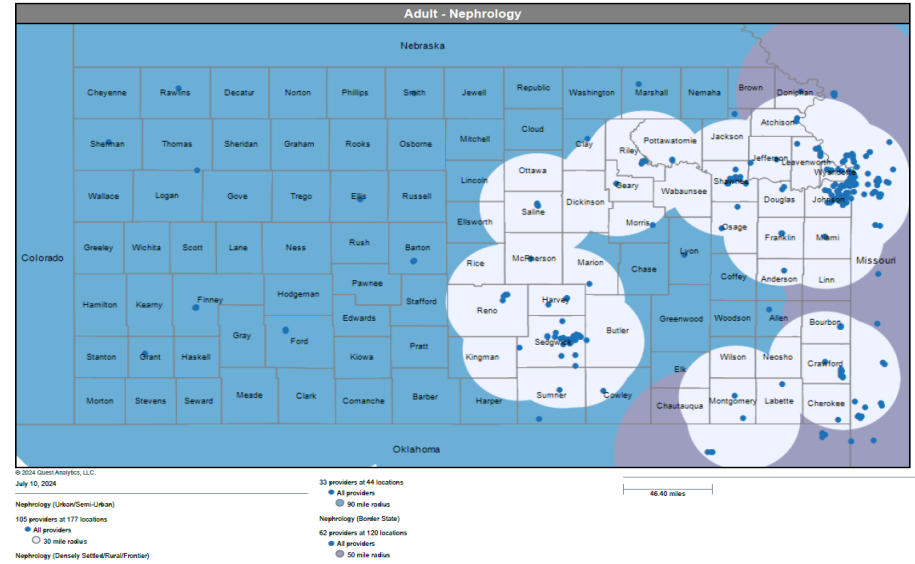 Adult - Nephrology
Nebraska
Cheyenne Rawlins Decatur Norton Phillips Smith Jewell Republic Washington Marshall Nemaha Brown Doniphan
Sherman Thomas Sheridan Graham Rooks Osborne Mitchell Cloud Clay Riley Pottawatomie Jackson Atchison
Jefferson Leavenworth
Wyandotte
Wallace Logan Gove Trego Ellis Russell Lincoln Ottawa Geary Wabaunsee Shawnee Douglas Johnson
Saline Dickinson
Ellsworth Morris Osage
Greeley Wichita Scott Lane Ness Rush Barton Rice McPherson Marion Chase Lyon Franklin Miami
Colorado Missouri
Hamilton Kearny Finney Hodgeman Pawnee Stafford Reno Harvey Coffey Anderson Linn
Gray Ford Edwards Sedgwick Butler Greenwood Woodson Allen Bourbon
Stanton Grant Haskell Kiowa Pratt Kingman Elk Wilson Neosho Crawford
Morton Stevens Seward Meade Clark Comanche Barber Harper Sumner Cowley Chautauqua Montgomery Labette Cherokee
Oklahoma
© 2024 Quest Analytics, LLC.
July 10, 2024
Nephrology (Urban/Semi-Urban)
105 providers at 177 locations
All providers
30 mile radius
Nephrology (Densely Settled/Rural/Frontier)
33 providers at 44 locations
All providers
90 mile radius
Nephrology (Border State)
62 providers at 120 locations
All providers
50 mile radius
46.40 miles